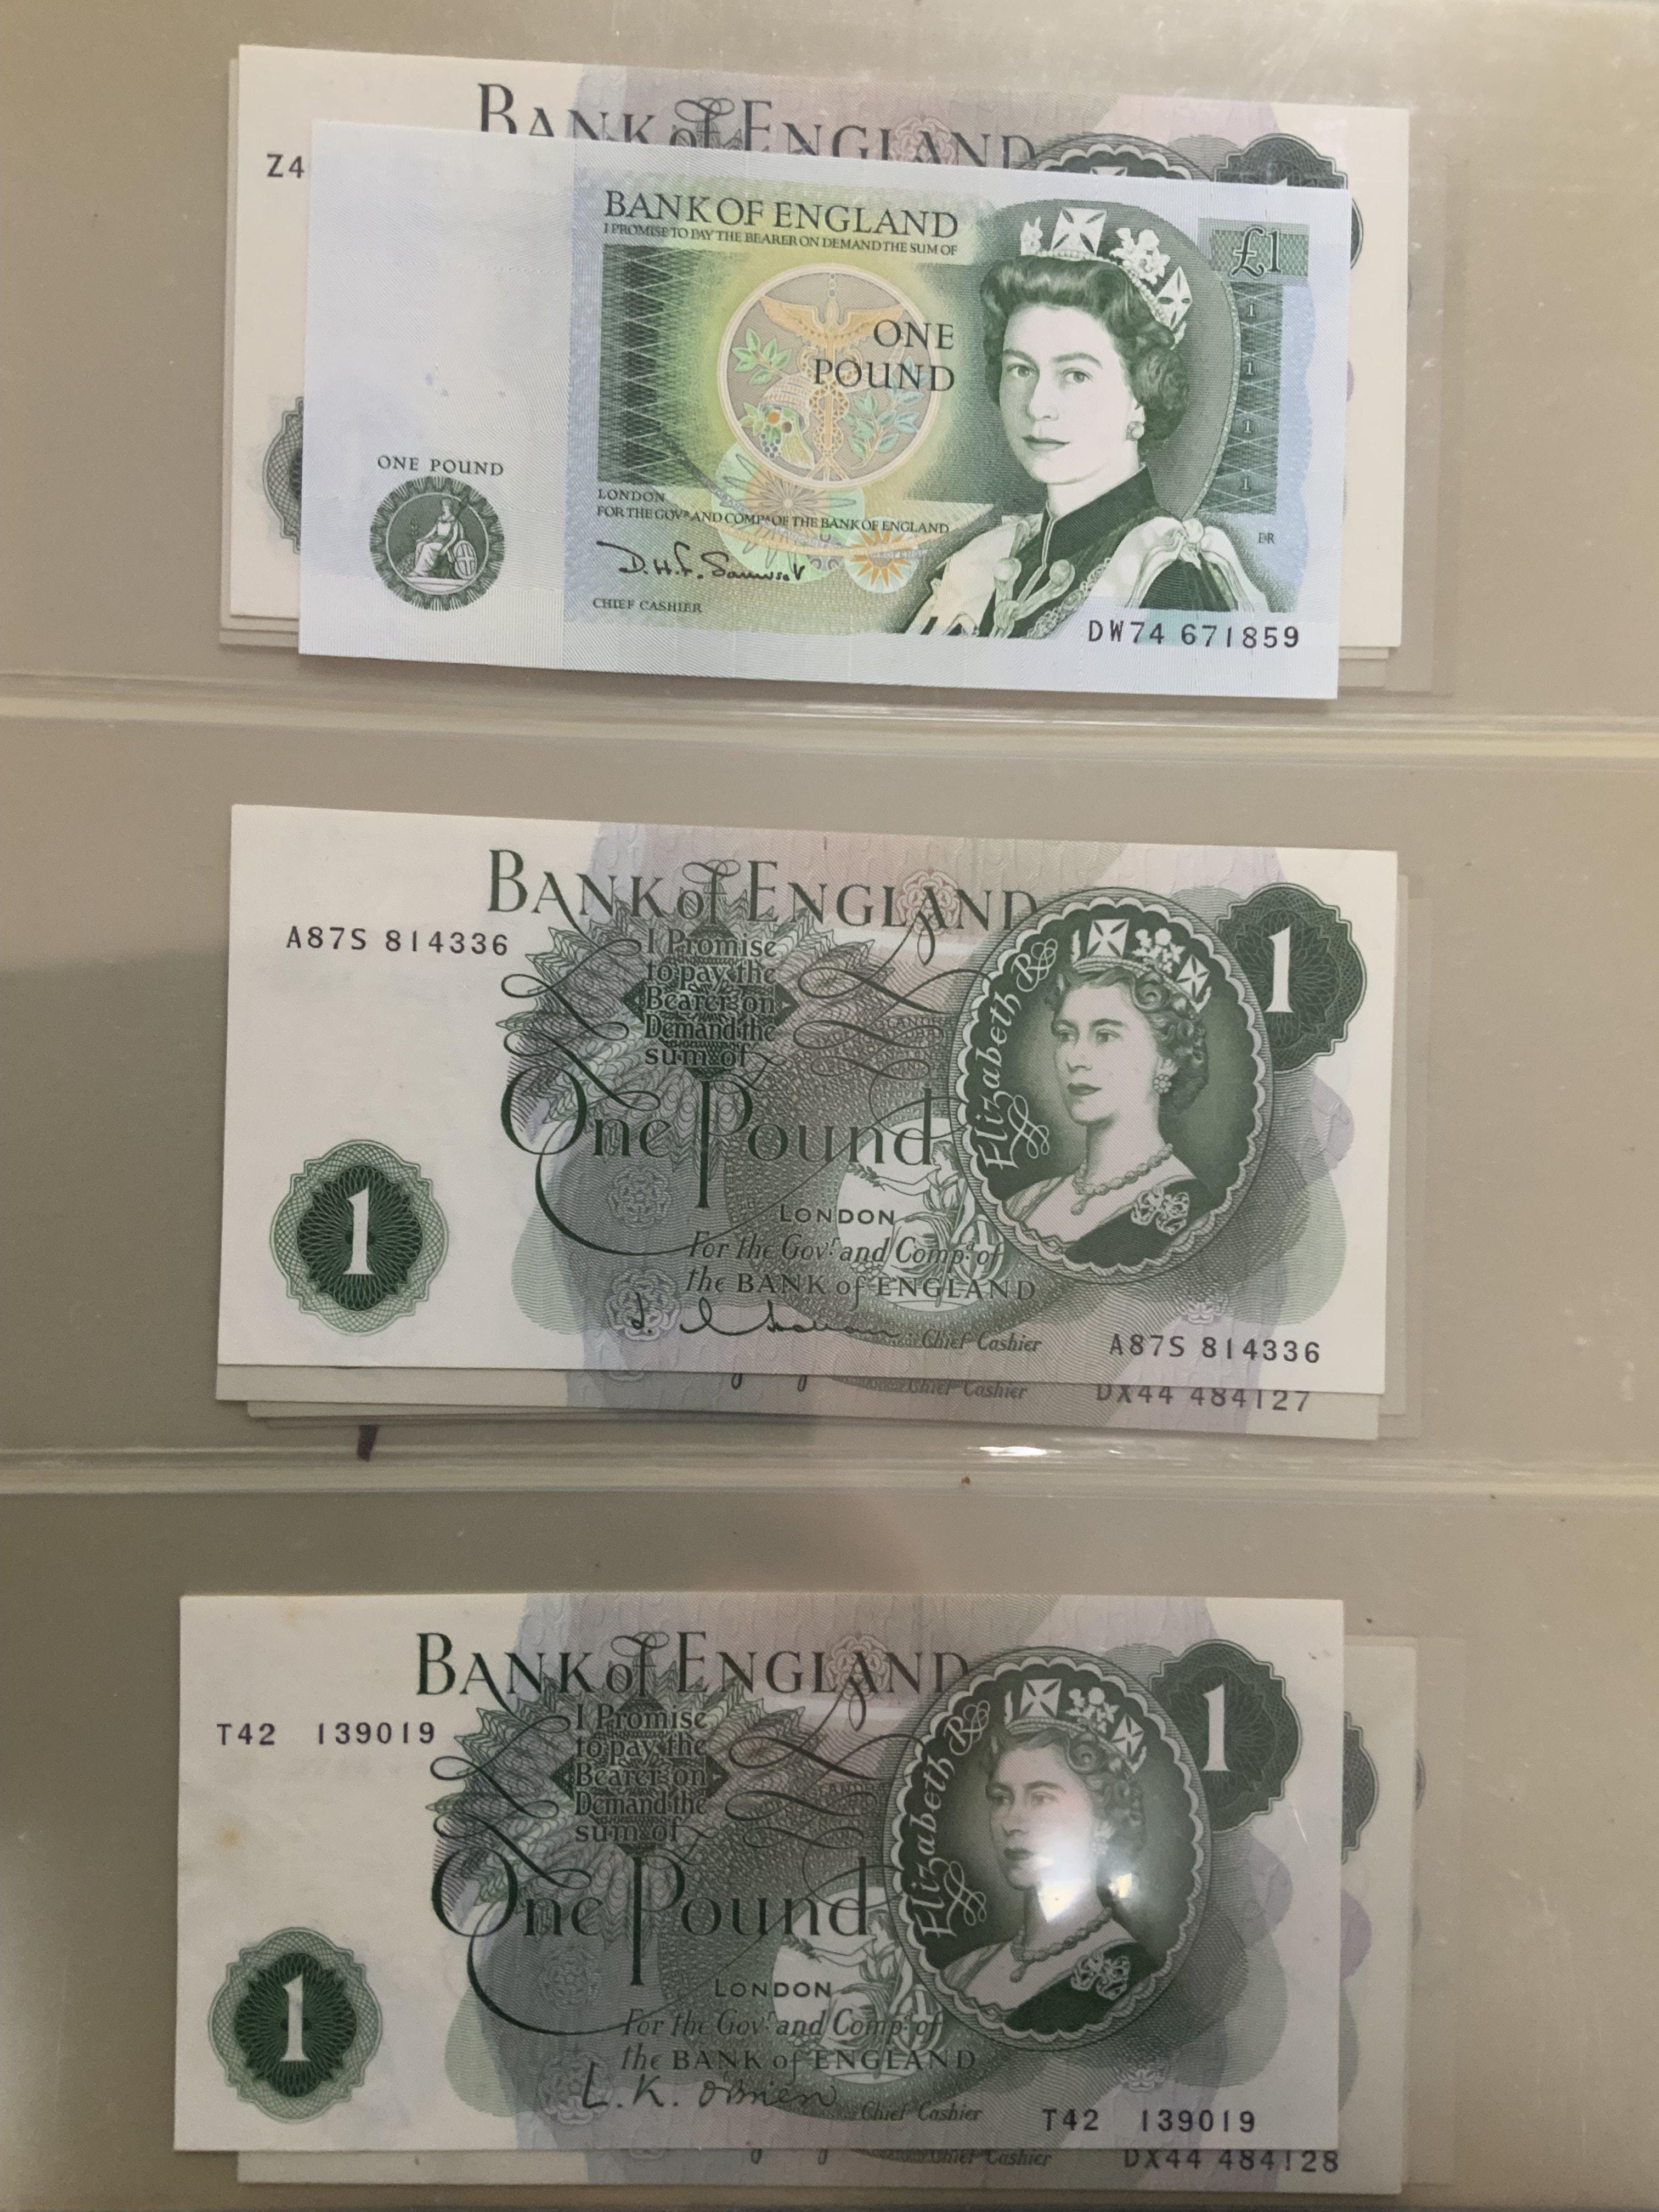 BANK of ENGLAND
Z4
BANK OF ENGLAND
I PROMISE TO PAY THE BEARER ON DEMAND THE SUM OF
£1
ONE
POUND
1
1
1
1
ONE POUND
LONDON
FOR THE GOVR AND COMPA OF THE BANK OF ENGLAND
D.H.F. Somerset
CHIEF CASHIER
ER
DW74 671859
BANK of ENGLAND
A87S 814336
I Promise
to pay the
Bearer on
Demand the
sum of
One Pound
Elizabeth R
1
1
LONDON
For the Govr and Compa of
the BANK of ENGLAND
Chief Cashier
A87S 814336
Chief Cashier
DX44 484127
BANK of ENGLAND
T42 139019
I Promise
to pay the
Bearer on
Demand the
sum of
One Pound
Elizabeth R
1
1
LONDON
For the Govr and Compa of
the BANK of ENGLAND
L.K. O'Brien
Chief Cashier
T42 139019
Chief Cashier
DX44 484128